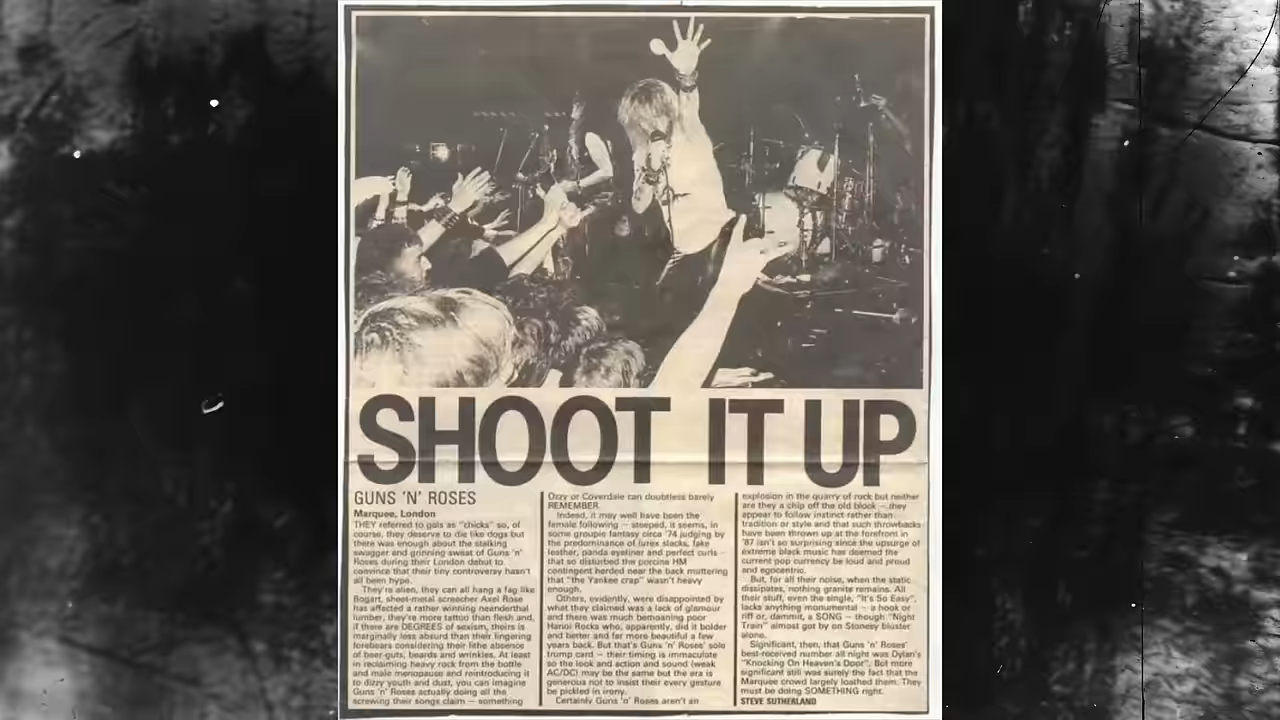 SHOOT IT UP
GUNS 'N' ROSES
Marquee, London
THEY referred to gals as "chicks" so, of
course, they deserve to die like dogs but
there was enough about the stalking
swagger and grinning sweat of Guns 'n'
Roses during their London debut to
convince that their tiny controversy hasn't
all been hype.
They're alien, they can all hang a fag like
Bogart, sheet-metal screecher Axel Rose
has affected a rather winning neanderthal
lumber, they're more tattoo than flesh and,
if there are DEGREES of sexism, theirs is
marginally less absurd than their lingering
forebears considering their lithe absence
of beer-guts, beards and wrinkles. At least
in reclaiming heavy rock from the bottle
and male menopause and reintroducing it
to dizzy youth and dust, you can imagine
Guns 'n' Roses actually doing all the
screwing their songs claim – something
Ozzy or Coverdale can doubtless barely
REMEMBER.
Indeed, it may well have been the
female following – steeped, it seems, in
some groupie fantasy circa '74 judging by
the predominance of lurex slacks, fake
leather, panda eyeliner and perfect curls –
that so disturbed the porcine HM
contingent herded near the back muttering
that "the Yankee crap" wasn't heavy
enough.
Others, evidently, were disappointed by
what they claimed was a lack of glamour
and there was much bemoaning poor
Hanoi Rocks who, apparently, did it bolder
and better and far more beautiful a few
years back. But that's Guns 'n' Roses' sole
trump card – their timing is immaculate
so the look and action and sound (weak
AC/DC) may be the same but the era is
generous not to insist their every gesture
be pickled in irony.
Certainly Guns 'n' Roses aren't an
explosion in the quarry of rock but neither
are they a chip off the old block – they
appear to follow instinct rather than
tradition or style and that such throwbacks
have been thrown up at the forefront in
'87 isn't so surprising since the upsurge of
extreme black music has deemed the
current pop currency be loud and proud
and egocentric.
But, for all their noise, when the static
dissipates, nothing granite remains. All
their stuff, even the single, "It's So Easy",
lacks anything monumental – a hook or
riff or, dammit, a SONG – though "Night
Train" almost got by on Stonesy bluster
alone.
Significant, then, that Guns 'n' Roses'
best-received number all night was Dylan's
"Knocking On Heaven's Door". But more
significant still was surely the fact that the
Marquee crowd largely loathed them. They
must be doing SOMETHING right.
STEVE SUTHERLAND